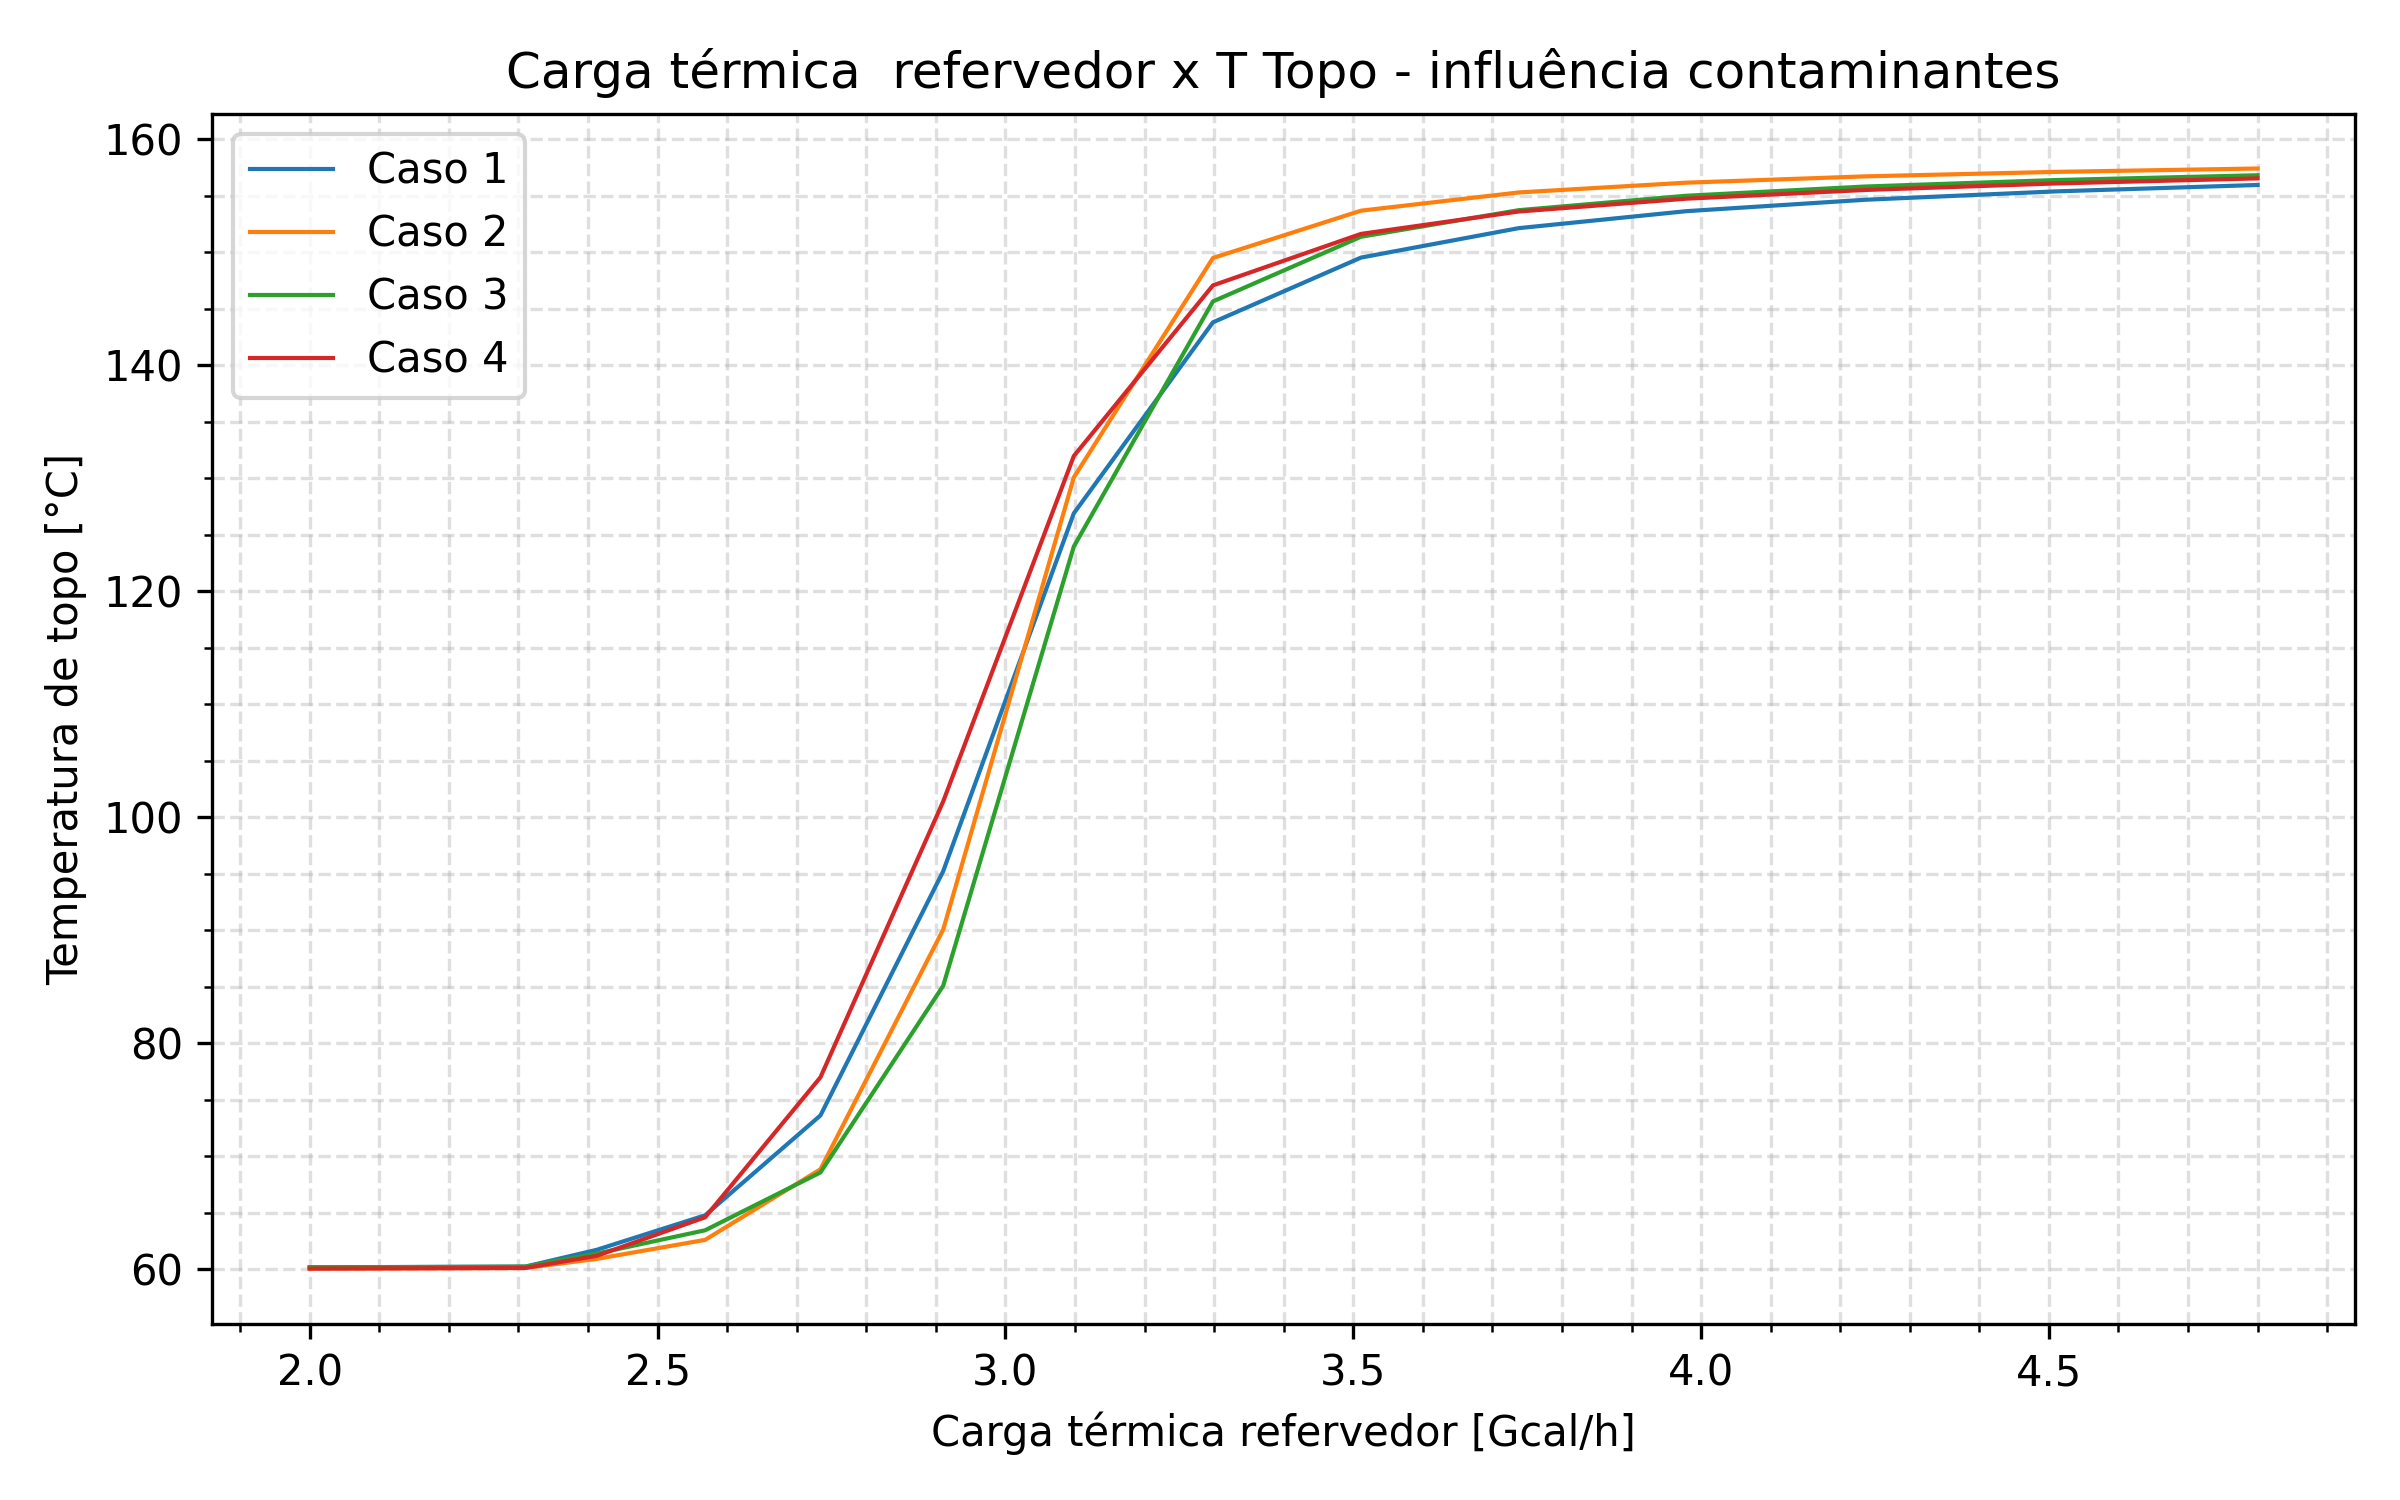 Carga térmica  refervedor x T Topo - influência contaminantes
Caso 1
Caso 2
Caso 3
Caso 4
Temperatura de topo [°C]
160
140
120
100
80
60
2.0 2.5 3.0 3.5 4.0 4.5
Carga térmica refervedor [Gcal/h]